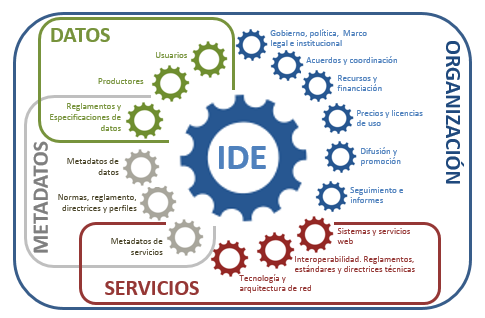 DATOS
Usuarios
Productores
Reglamentos y
Especificaciones de
datos
METADATOS
Metadatos de
datos
Normas, reglamento,
directrices y perfiles
Metadatos de
servicios
IDE
ORGANIZACIÓN
Gobierno, política, Marco
legal e institucional
Acuerdos y coordinación
Recursos y
financiación
Precios y licencias
de uso
Difusión y
promoción
Seguimiento e
informes
Sistemas y servicios
web
Interoperabilidad. Reglamentos,
estándares y directrices técnicas
Tecnologia y
arquitectura de red
SERVICIOS